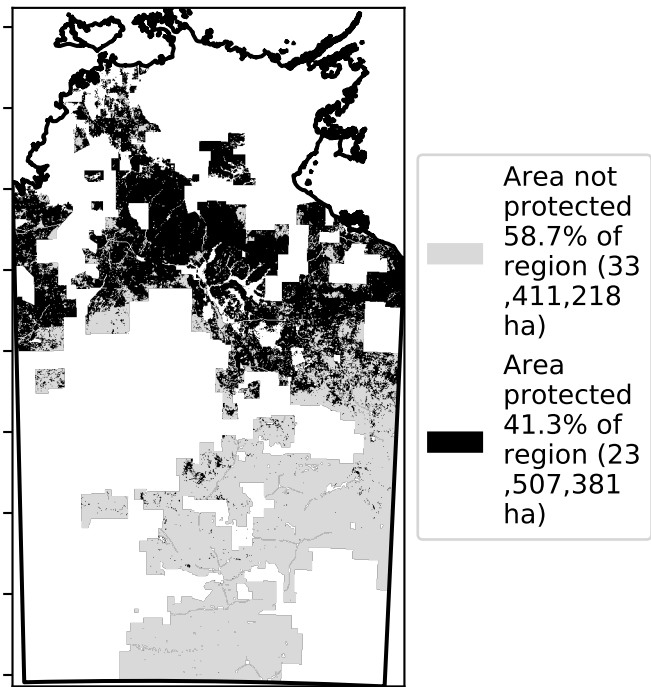 Area not
protected
58.7% of
region (33
,411,218
ha)
Area
protected
41.3% of
region (23
,507,381
ha)